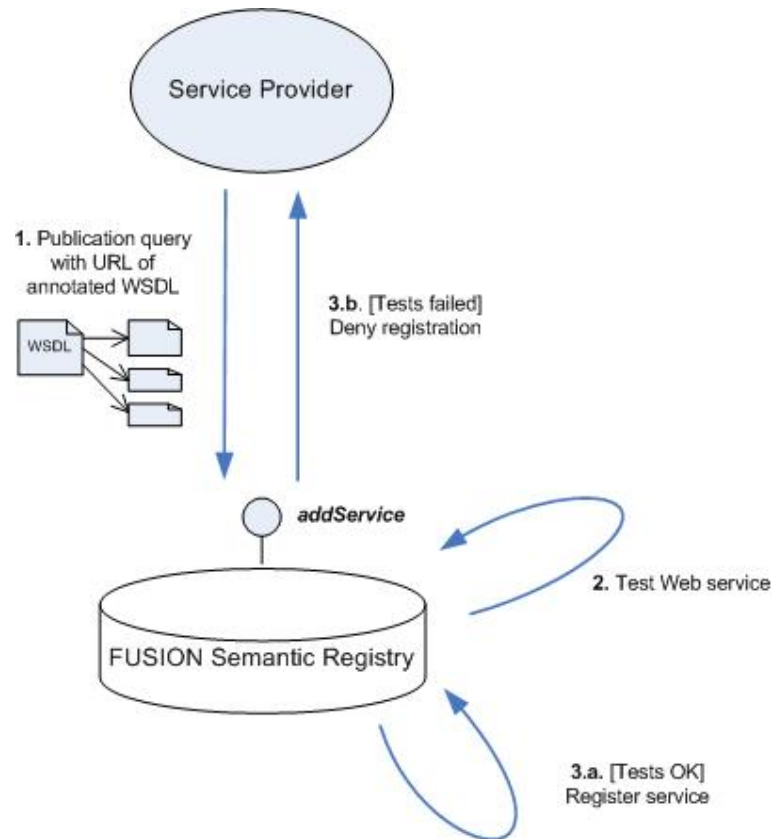 Service Provider
1. Publication query
with URL of
annotated WSDL
WSDL
3.b. [Tests failed]
Deny registration
addService
2. Test Web service
FUSION Semantic Registry
3.a. [Tests OK]
Register service